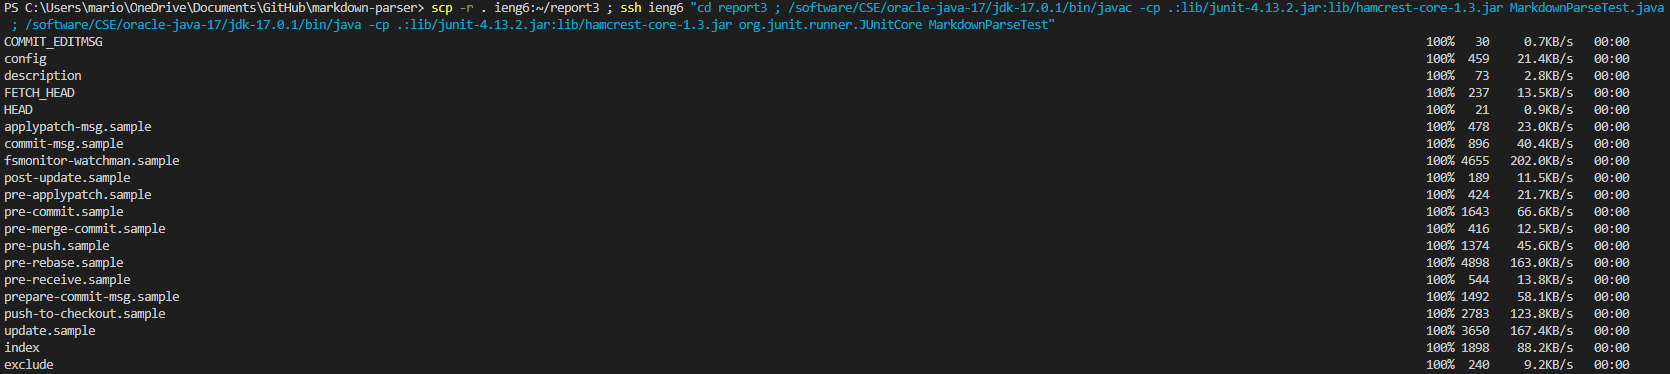 PS C:\Users\mario\OneDrive\Documents\GitHub\markdown-parser> scp -r . ieng6:~/report3 ; ssh ieng6 "cd report3 ; /software/CSE/oracle-java-17/jdk-17.0.1/bin/javac -cp .:lib/junit-4.13.2.jar:lib/hamcrest-core-1.3.jar MarkdownParseTest.java
; /software/CSE/oracle-java-17/jdk-17.0.1/bin/java -cp .:lib/junit-4.13.2.jar:lib/hamcrest-core-1.3.jar org.junit.runner.JUnitCore MarkdownParseTest"
COMMIT_EDITMSG 100% 30 0.7KB/s 00:00
config 100% 459 21.4KB/s 00:00
description 100% 73 2.8KB/s 00:00
FETCH_HEAD 100% 237 13.5KB/s 00:00
HEAD 100% 21 0.9KB/s 00:00
applypatch-msg.sample 100% 478 23.0KB/s 00:00
commit-msg.sample 100% 896 40.4KB/s 00:00
fsmonitor-watchman.sample 100% 4655 202.0KB/s 00:00
post-update.sample 100% 189 11.5KB/s 00:00
pre-applypatch.sample 100% 424 21.7KB/s 00:00
pre-commit.sample 100% 1643 66.6KB/s 00:00
pre-merge-commit.sample 100% 416 12.5KB/s 00:00
pre-push.sample 100% 1374 45.6KB/s 00:00
pre-rebase.sample 100% 4898 163.0KB/s 00:00
pre-receive.sample 100% 544 13.8KB/s 00:00
prepare-commit-msg.sample 100% 1492 58.1KB/s 00:00
push-to-checkout.sample 100% 2783 123.8KB/s 00:00
update.sample 100% 3650 167.4KB/s 00:00
index 100% 1898 88.2KB/s 00:00
exclude 100% 240 9.2KB/s 00:00